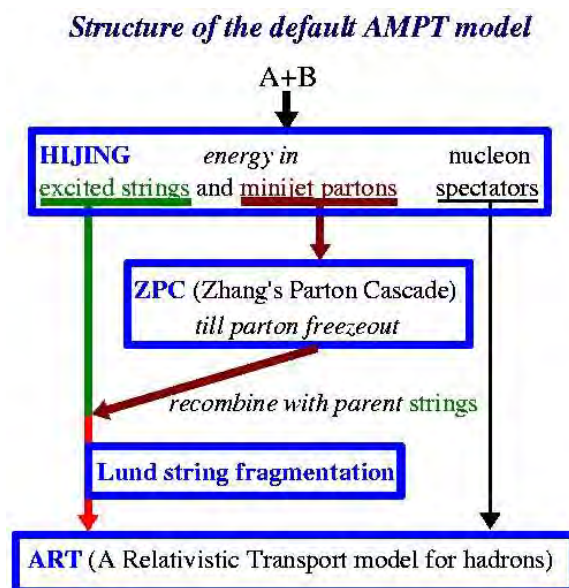 Structure of the default AMPT model
A+B
HIJING energy in nucleon
excited strings and minijet partons spectators
ZPC (Zhang's Parton Cascade)
till parton freezeout
recombine with parent strings
Lund string fragmentation
ART (A Relativistic Transport model for hadrons)